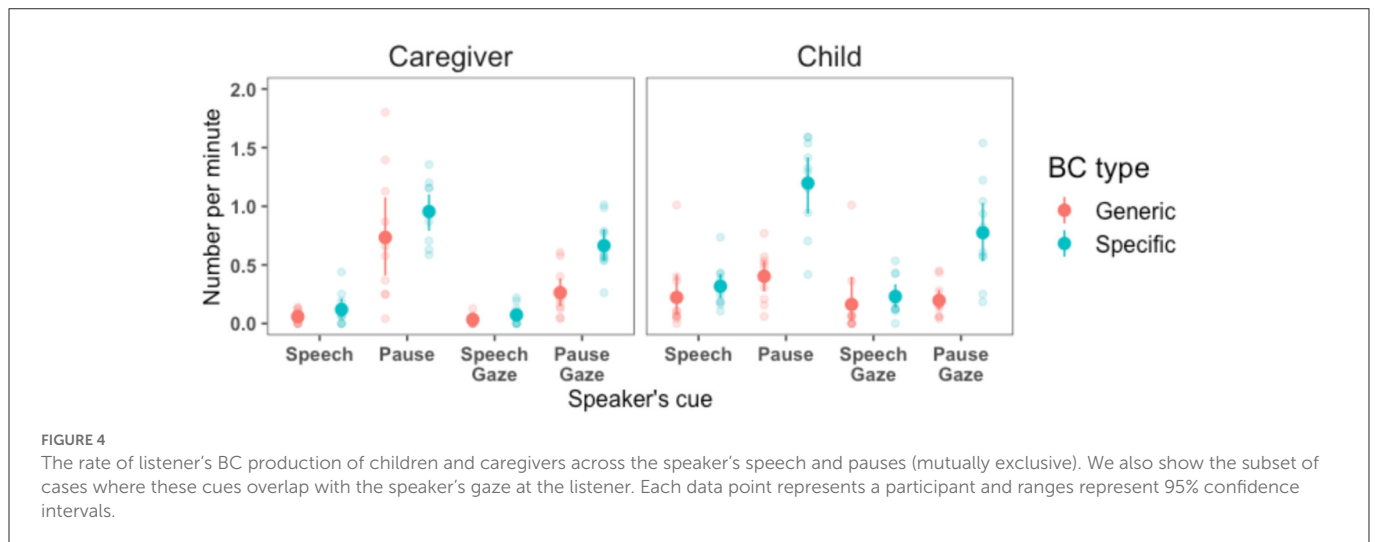 Caregiver
Child
2.0
1.5
1.0
0.5
0.0
Number per minute
Speech
Pause
Speech
Gaze
Pause
Gaze
Speech
Pause
Speech
Gaze
Pause
Gaze
Speaker's cue
BC type
Generic
Specific
FIGURE 4
The rate of listener’s BC production of children and caregivers across the speaker’s speech and pauses (mutually exclusive). We also show the subset of
cases where these cues overlap with the speaker’s gaze at the listener. Each data point represents a participant and ranges represent 95% confidence
intervals.